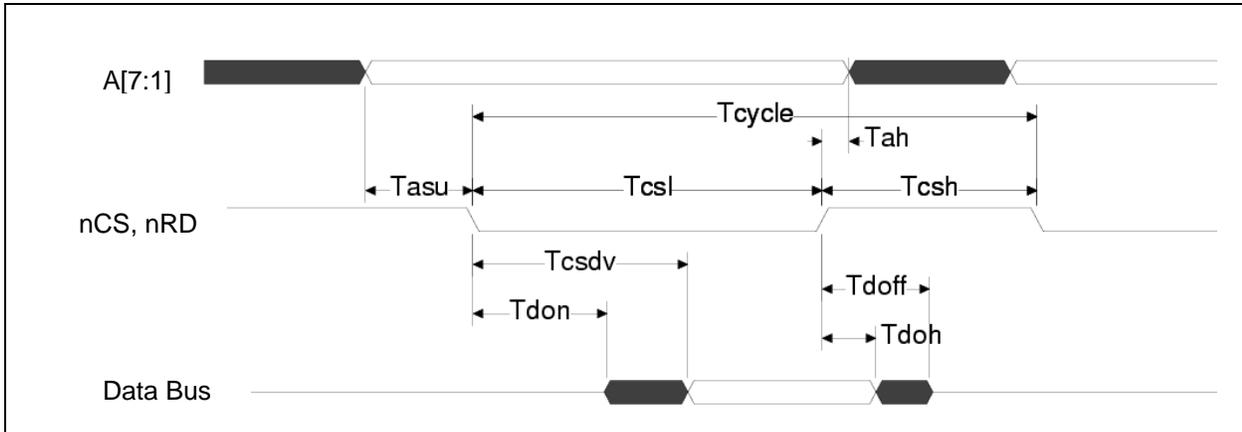 A[7:1]
Tcycle
Tah
Tasu
Tcsl
Tcsh
nCS, nRD
Tcsdv
Tdoff
Tdon
Tdoh
Data Bus